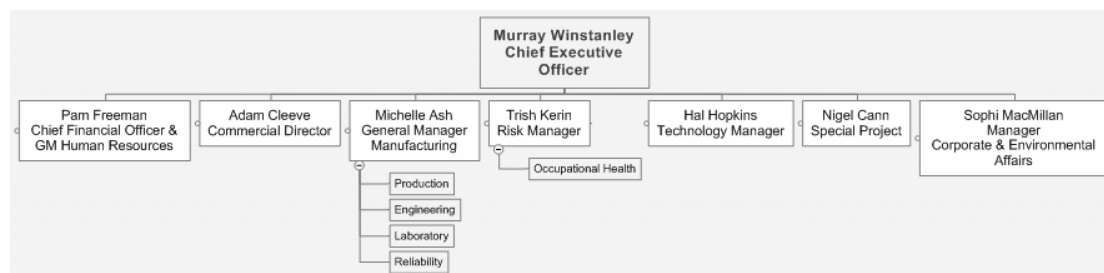 Murray Winstanley
Chief Executive
Officer
Pam Freeman
Chief Financial Officer &
GM Human Resources
Adam Cleeve
Commercial Director
Michelle Ash
General Manager
Manufacturing
Trish Kerin
Risk Manager
Hal Hopkins
Technology Manager
Nigel Cann
Special Project
Sophi MacMillan
Manager
Corporate & Environmental
Affairs
Production
Engineering
Laboratory
Reliability
Occupational Health